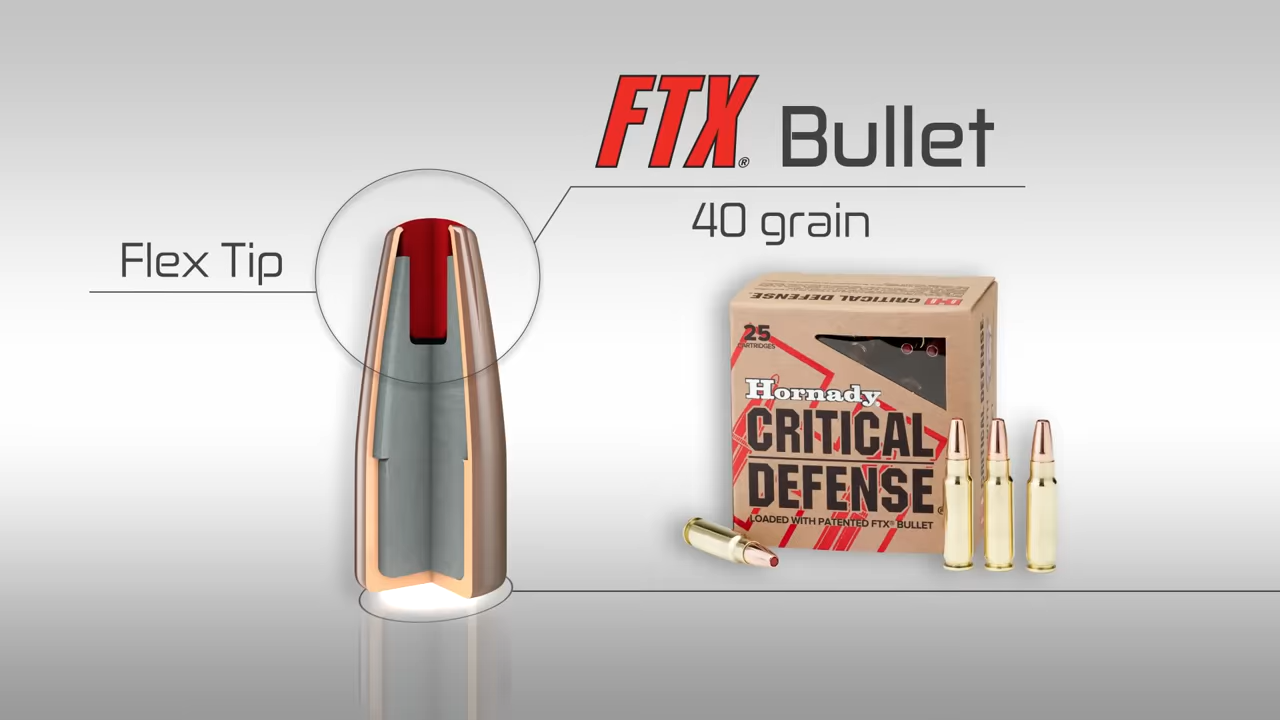 FTX® Bullet
40 grain
Flex Tip
CRITICAL DEFENSE
25
CARTRIDGES
Hornady
CRITICAL
DEFENSE®
LOADED WITH PATENTED FTX® BULLET